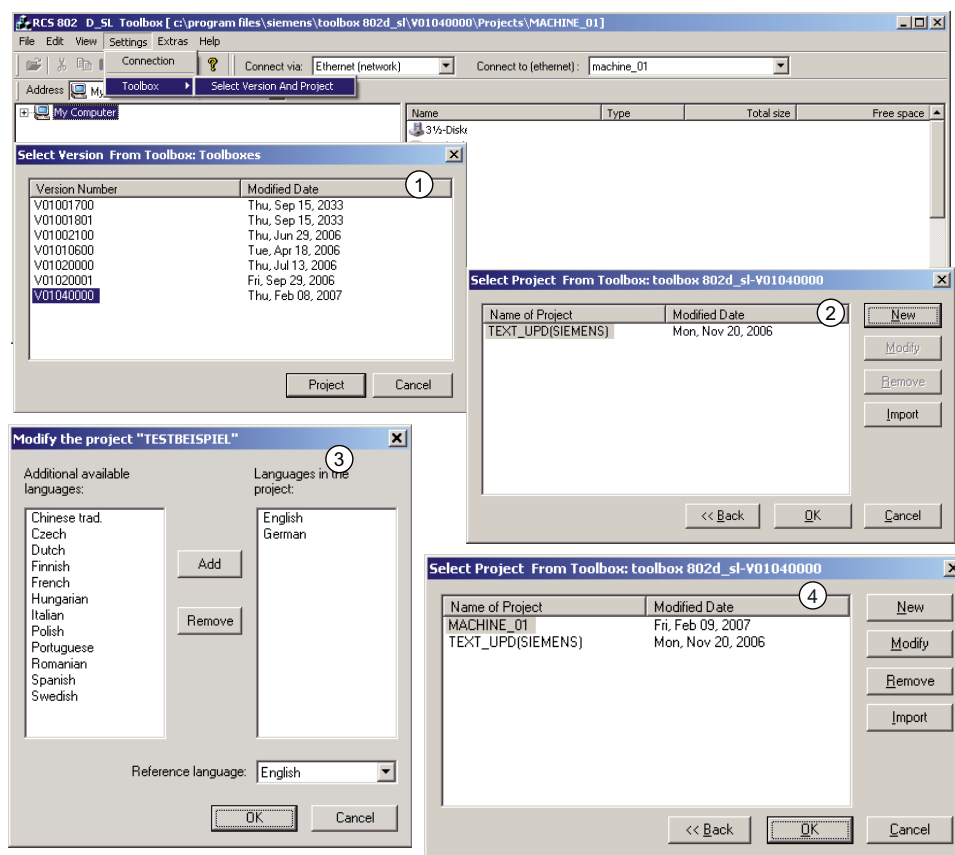 RCS 802 D_SL Toolbox [ c:\program files\siemens\toolbox 802d_sl\V01040000\Projects\MACHINE_01]
File Edit View Settings Extras Help
Connection
Connect via: Ethernet (network) Connect to (ethernet) : machine_01
Address My
Toolbox Select Version And Project
My Computer
Name Type Total size Free space
3½-Diske
Select Version From Toolbox: Toolboxes
1
Version Number Modified Date
V01001700 Thu, Sep 15, 2033
V01001801 Thu, Sep 15, 2033
V01002100 Thu, Jun 29, 2006
V01010600 Tue, Apr 18, 2006
V01020000 Thu, Jul 13, 2006
V01020001 Fri, Sep 29, 2006
V01040000 Thu, Feb 08, 2007
Project Cancel
Select Project From Toolbox: toolbox 802d_sl-V01040000
2
Name of Project Modified Date
TEXT_UPD(SIEMENS) Mon, Nov 20, 2006
New
Modify
Remove
Import
<< Back OK Cancel
Modify the project "TESTBEISPIEL"
3
Additional available
languages:
Languages in the
project:
Chinese trad.
Czech
Dutch
Finnish
French
Hungarian
Italian
Polish
Portuguese
Romanian
Spanish
Swedish
Add
Remove
English
German
Reference language: English
OK Cancel
Select Project From Toolbox: toolbox 802d_sl-V01040000
4
Name of Project Modified Date
MACHINE_01 Fri, Feb 09, 2007
TEXT_UPD(SIEMENS) Mon, Nov 20, 2006
New
Modify
Remove
Import
<< Back OK Cancel